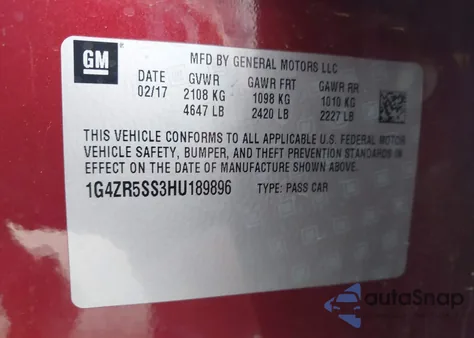 GM
MFD BY GENERAL MOTORS LLC
DATE GVWR GAWR FRT GAWR RR
02/17 2108 KG 1098 KG 1010 KG
4647 LB 2420 LB 2227 LB
THIS VEHICLE CONFORMS TO ALL APPLICABLE U.S. FEDERAL MOTOR
VEHICLE SAFETY, BUMPER, AND THEFT PREVENTION STANDARDS IN
EFFECT ON THE DATE OF MANUFACTURE SHOWN ABOVE.
1G4ZR5SS3HU189896 TYPE: PASS CAR
autoSnap